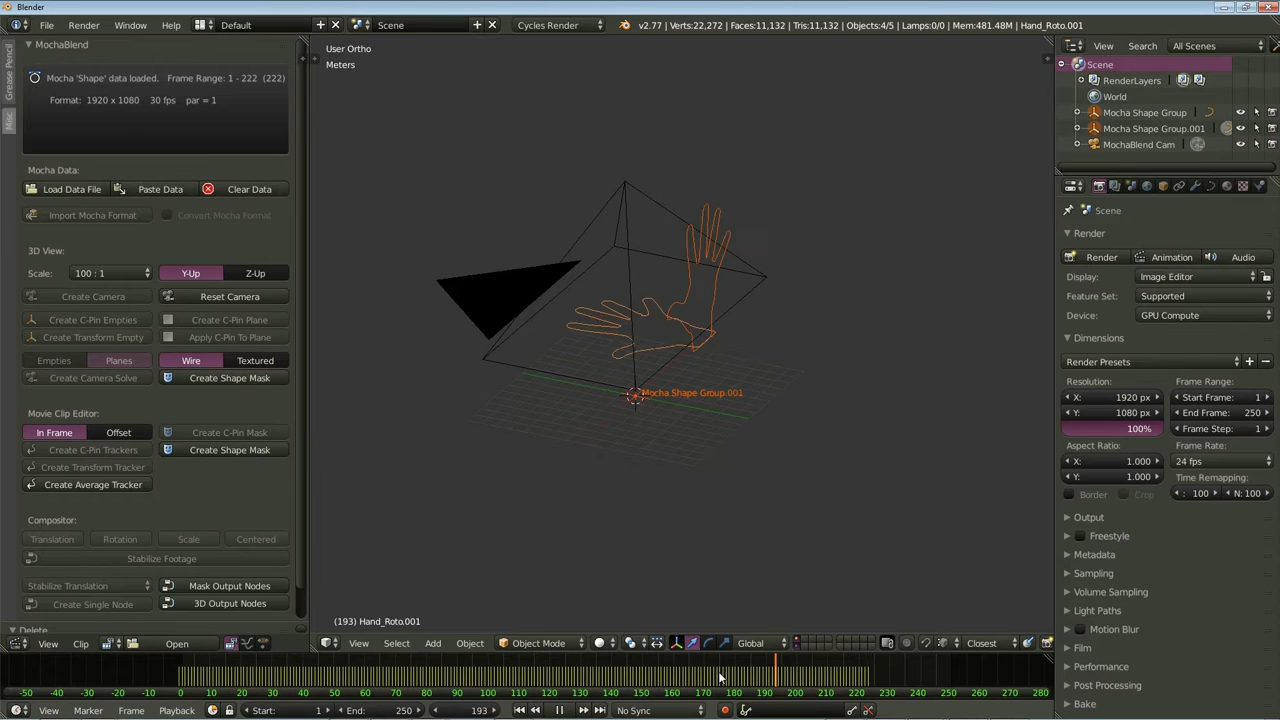 Blender
File Render Window Help Default Scene Cycles Render v2.77 | Verts:22,272 | Faces:11,132 | Tris:11,132 | Objects:4/5 | Lamps:0/0 | Mem:481.48M | Hand_Roto.001
MochaBlend
Mocha 'Shape' data loaded. Frame Range: 1 - 222 (222)
Format: 1920 x 1080 30 fps par = 1
Mocha Data:
Load Data File Paste Data Clear Data
Import Mocha Format Convert Mocha Format
3D View:
Scale: 100 : 1 Y-Up Z-Up
Create Camera Reset Camera
Create C-Pin Empties Create C-Pin Plane
Create Transform Empty Apply C-Pin To Plane
Empties Planes Wire Textured
Create Camera Solve Create Shape Mask
Movie Clip Editor:
In Frame Offset Create C-Pin Mask
Create C-Pin Trackers Create Shape Mask
Create Transform Tracker
Create Average Tracker
Compositor:
Translation Rotation Scale Centered
Stabilize Footage
Stabilize Translation Mask Output Nodes
Create Single Node 3D Output Nodes
Delete
Grease Pencil
Misc
User Ortho
Meters
Mocha Shape Group.001
(193) Hand_Roto.001
View Clip Open
View Select Add Object Object Mode Global Closest
-50 -40 -30 -20 -10 0 10 20 30 40 50 60 70 80 90 100 110 120 130 140 150 160 170 180 190 200 210 220 230 240 250 260 270 280
View Marker Frame Playback Start: 1 End: 250 193 No Sync
View Search All Scenes
Scene
RenderLayers
World
Mocha Shape Group
Mocha Shape Group.001
MochaBlend Cam
Scene
Render
Render Animation Audio
Display: Image Editor
Feature Set: Supported
Device: GPU Compute
Dimensions
Render Presets
Resolution: Frame Range:
X: 1920 px Start Frame: 1
Y: 1080 px End Frame: 250
100% Frame Step: 1
Aspect Ratio: Frame Rate:
X: 1.000 24 fps
Y: 1.000 Time Remapping:
Border Crop : 100 N: 100
Output
Freestyle
Metadata
Sampling
Volume Sampling
Light Paths
Motion Blur
Film
Performance
Post Processing
Bake